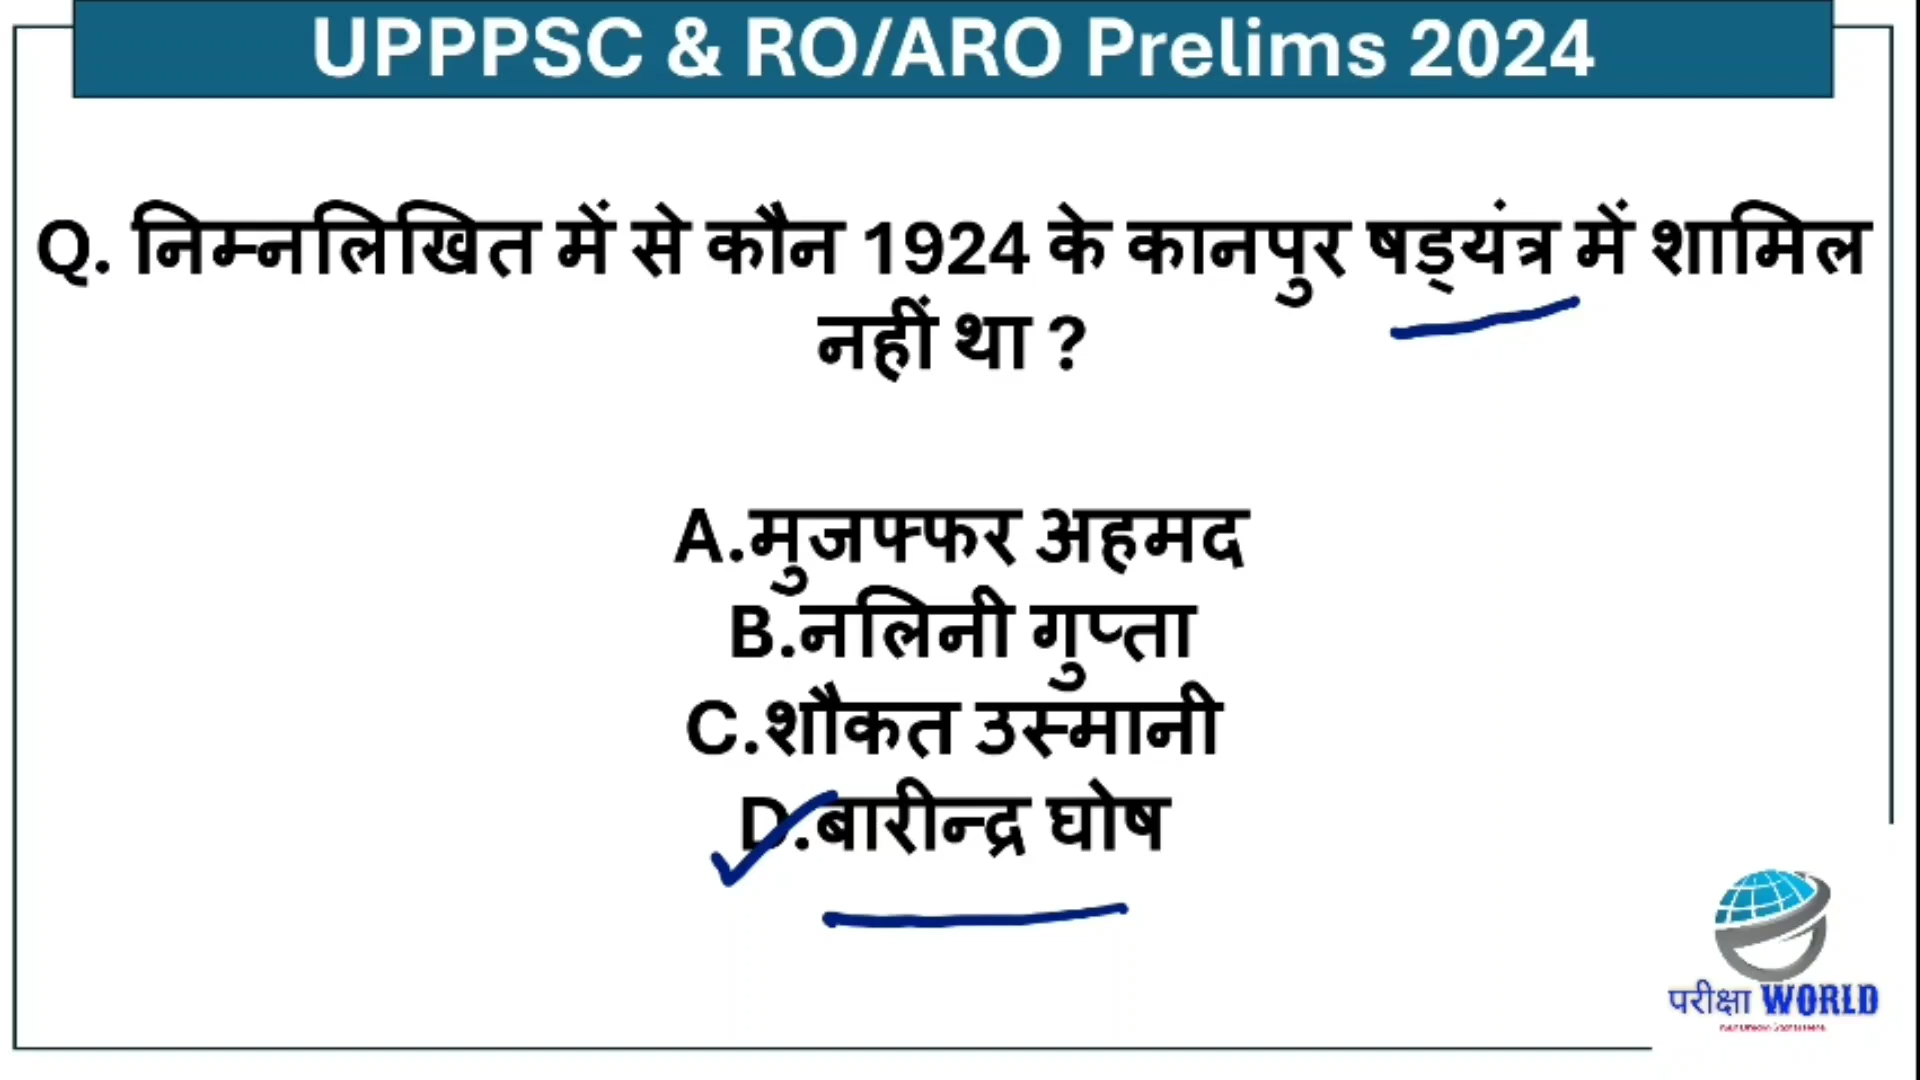 UPPPSC & RO/ARO Prelims 2024
Q. निम्नलिखित में से कौन 1924 के कानपुर षड्यंत्र में शामिल
नहीं था ?
A.मुजफ्फर अहमद
B.नलिनी गुप्ता
C.शौकत उस्मानी
D.बारीन्द्र घोष
परीक्षा WORLD